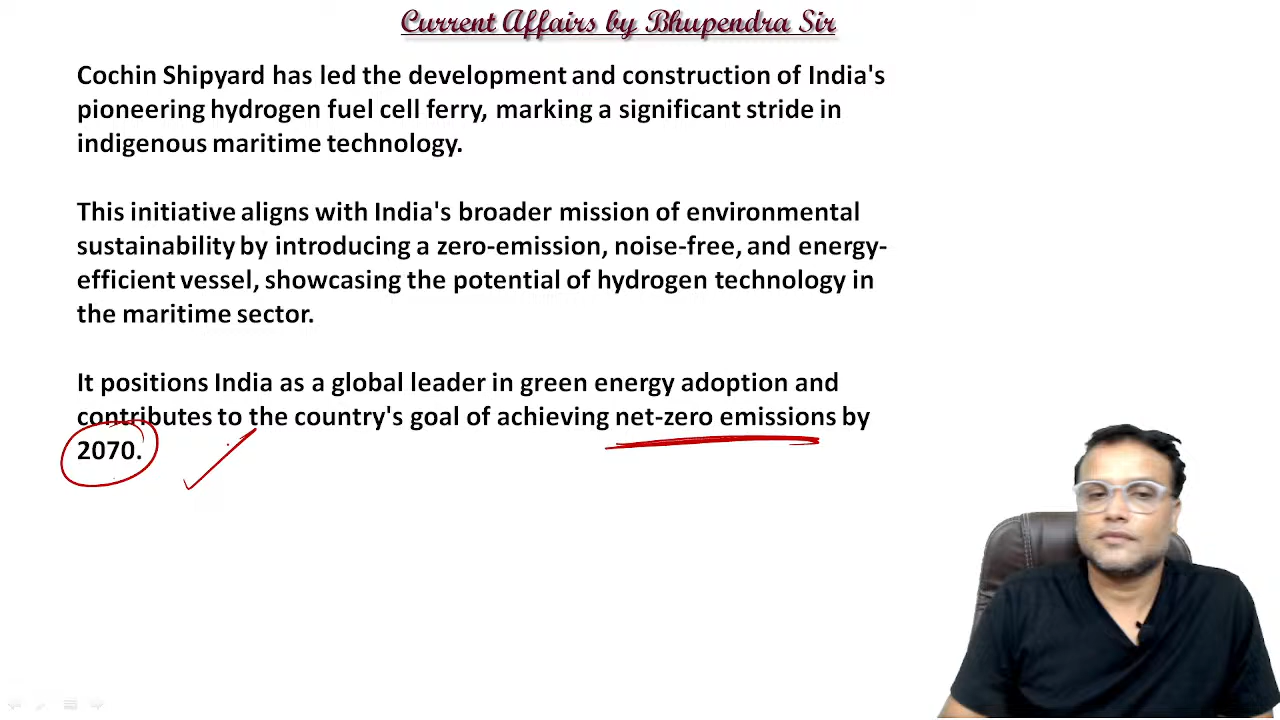 Current Affairs by Bhupendra Sir
Cochin Shipyard has led the development and construction of India's
pioneering hydrogen fuel cell ferry, marking a significant stride in
indigenous maritime technology.
This initiative aligns with India's broader mission of environmental
sustainability by introducing a zero-emission, noise-free, and energy-
efficient vessel, showcasing the potential of hydrogen technology in
the maritime sector.
It positions India as a global leader in green energy adoption and
contributes to the country's goal of achieving net-zero emissions by
2070.